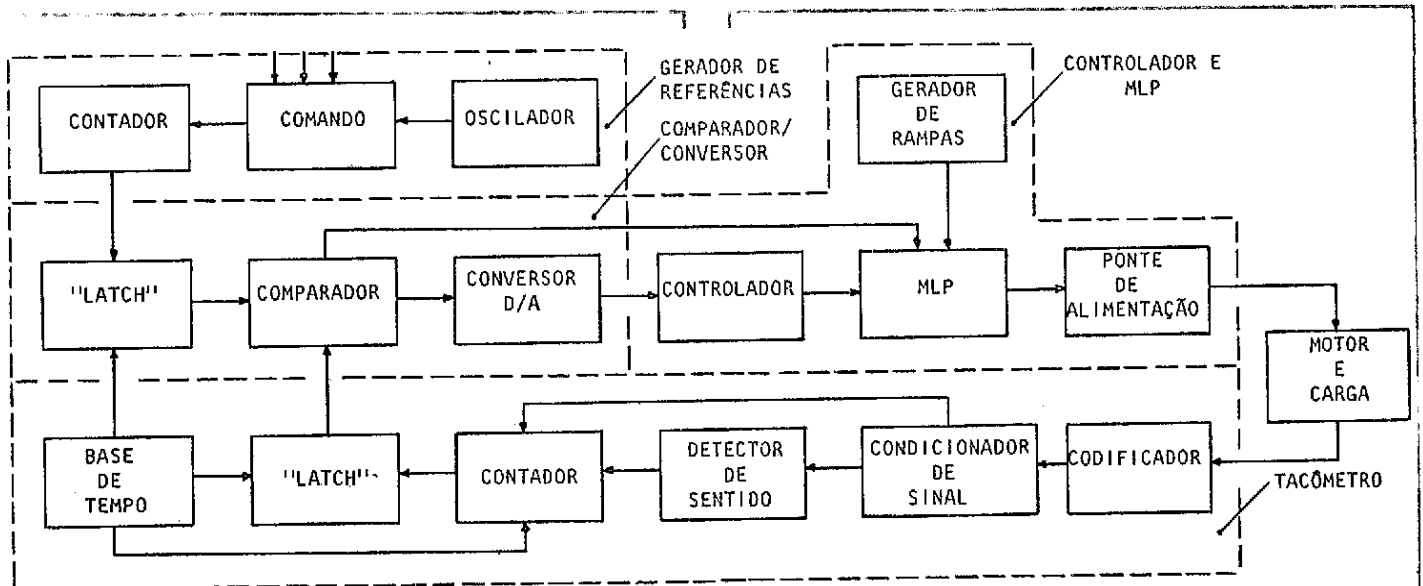 GERADOR DE
REFERÊNCIAS
CONTROLADOR E
MLP
CONTADOR
COMANDO
OSCILADOR
GERADOR
DE
RAMPAS
COMPARADOR/
CONVERSOR
"LATCH"
COMPARADOR
CONVERSOR
D/A
CONTROLADOR
MLP
PONTE
DE
ALIMENTAÇÃO
MOTOR
E
CARGA
BASE
DE
TEMPO
"LATCH"
CONTADOR
DETECTOR
DE
SENTIDO
CONDICIONADOR
DE
SINAL
CODIFICADOR
TACÔMETRO